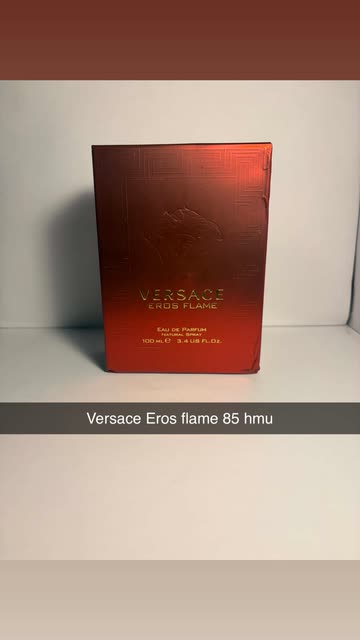 VERSACE
EROS FLAME
EAU DE PARFUM
NATURAL SPRAY
100 ML ℮ 3.4 US FL.OZ.
Versace Eros flame 85 hmu